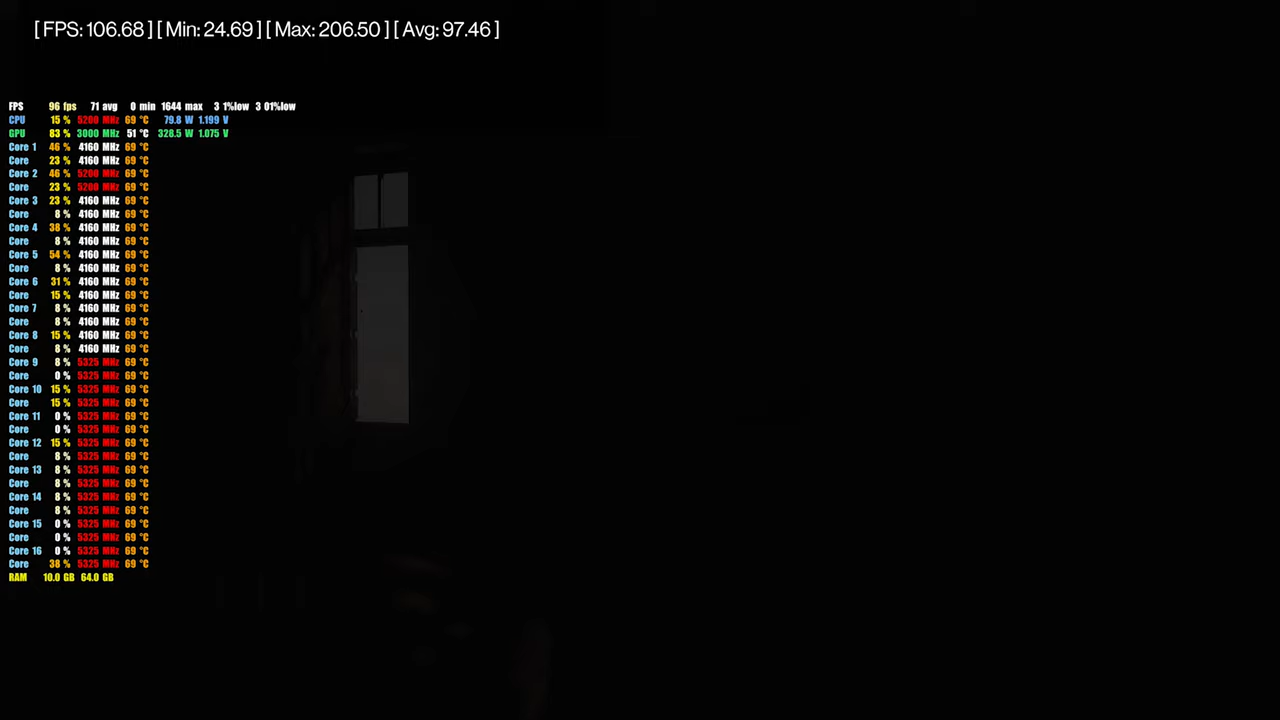 [ FPS: 106.68 ] [ Min: 24.69 ] [ Max: 206.50 ] [ Avg: 97.46 ]
FPS 96 fps 71 avg 0 min 1644 max 3 1%low 3 01%low
CPU 15 % 5200 MHz 69 °C 79.8 W 1.199 V
GPU 83 % 3000 MHz 51 °C 328.5 W 1.075 V
Core 1 46 % 4160 MHz 69 °C
Core 23 % 4160 MHz 69 °C
Core 2 46 % 5200 MHz 69 °C
Core 23 % 5200 MHz 69 °C
Core 3 23 % 4160 MHz 69 °C
Core 8 % 4160 MHz 69 °C
Core 4 38 % 4160 MHz 69 °C
Core 8 % 4160 MHz 69 °C
Core 5 54 % 4160 MHz 69 °C
Core 8 % 4160 MHz 69 °C
Core 6 31 % 4160 MHz 69 °C
Core 15 % 4160 MHz 69 °C
Core 7 8 % 4160 MHz 69 °C
Core 8 % 4160 MHz 69 °C
Core 8 15 % 4160 MHz 69 °C
Core 8 % 4160 MHz 69 °C
Core 9 8 % 5325 MHz 69 °C
Core 0 % 5325 MHz 69 °C
Core 10 15 % 5325 MHz 69 °C
Core 15 % 5325 MHz 69 °C
Core 11 0 % 5325 MHz 69 °C
Core 0 % 5325 MHz 69 °C
Core 12 15 % 5325 MHz 69 °C
Core 8 % 5325 MHz 69 °C
Core 13 8 % 5325 MHz 69 °C
Core 8 % 5325 MHz 69 °C
Core 14 8 % 5325 MHz 69 °C
Core 8 % 5325 MHz 69 °C
Core 15 0 % 5325 MHz 69 °C
Core 0 % 5325 MHz 69 °C
Core 16 0 % 5325 MHz 69 °C
Core 38 % 5325 MHz 69 °C
RAM 10.0 GB 64.0 GB